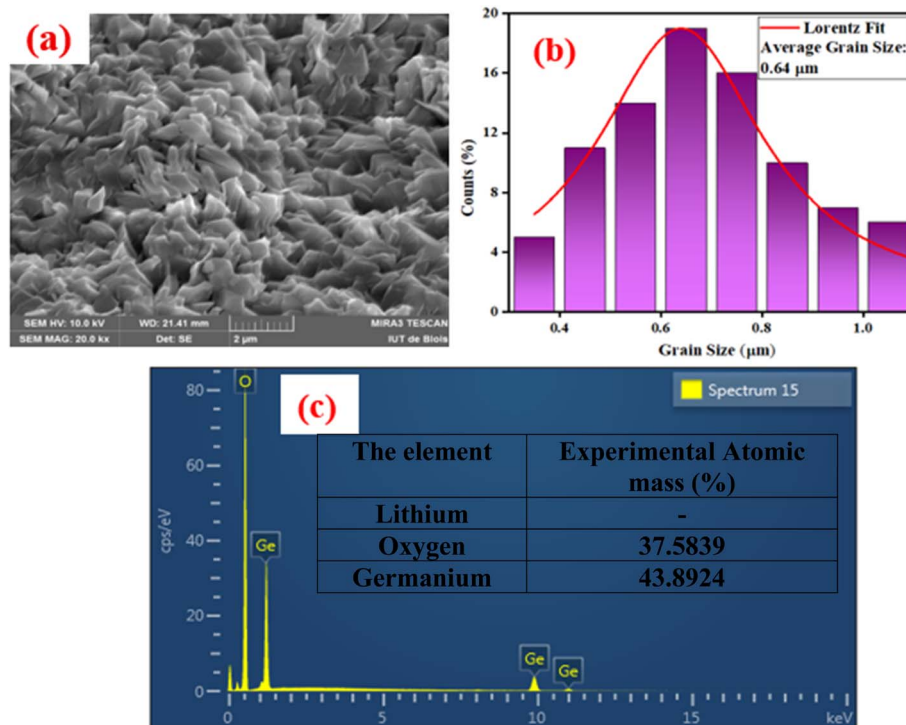 (a)
SEM HV: 10.0 kV WD: 21.41 mm MIRA3 TESCAN
SEM MAG: 20.0 kx Det: SE 2 µm IUT de Blois
(b)
Lorentz Fit
Average Grain Size:
0.64 µm
20
16
12
8
4
0
Counts (%)
0.4 0.6 0.8 1.0
Grain Size (µm)
(c)
Spectrum 15
O
Ge
Ge
Ge
80
60
40
20
0
cps/eV
The element Experimental Atomic
mass (%)
Lithium -
Oxygen 37.5839
Germanium 43.8924
0 5 10 15 keV